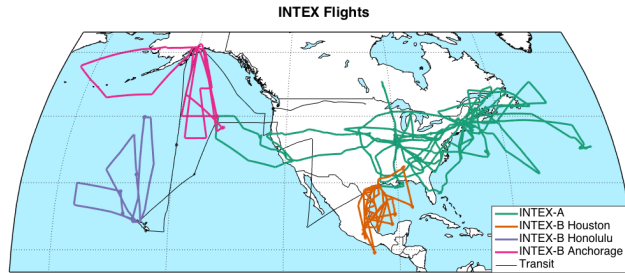 INTEX Flights
INTEX-A
INTEX-B Houston
INTEX-B Honolulu
INTEX-B Anchorage
Transit